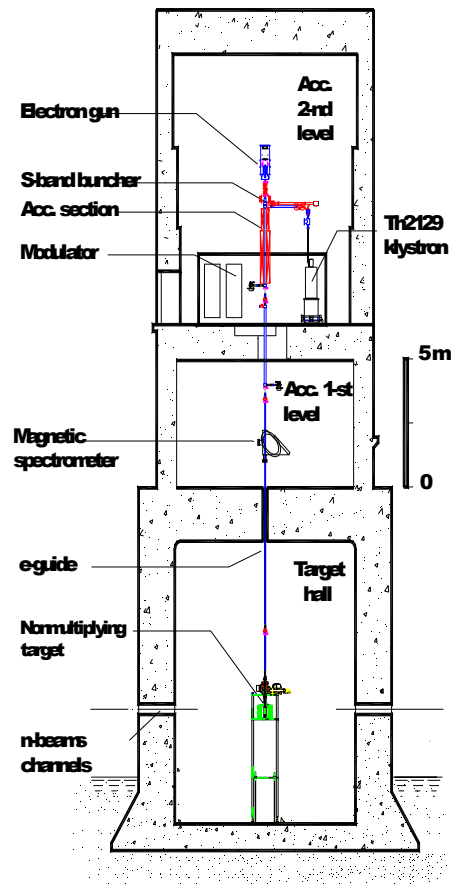 Acc.
2-nd
level
Electron gun
S-band buncher
Acc. section
Modulator
Th2129
klystron
5m
Acc. 1-st
level
Magnetic
spectrometer
0
e-guide
Target
hall
Nonmultiplying
target
n-beams
channels